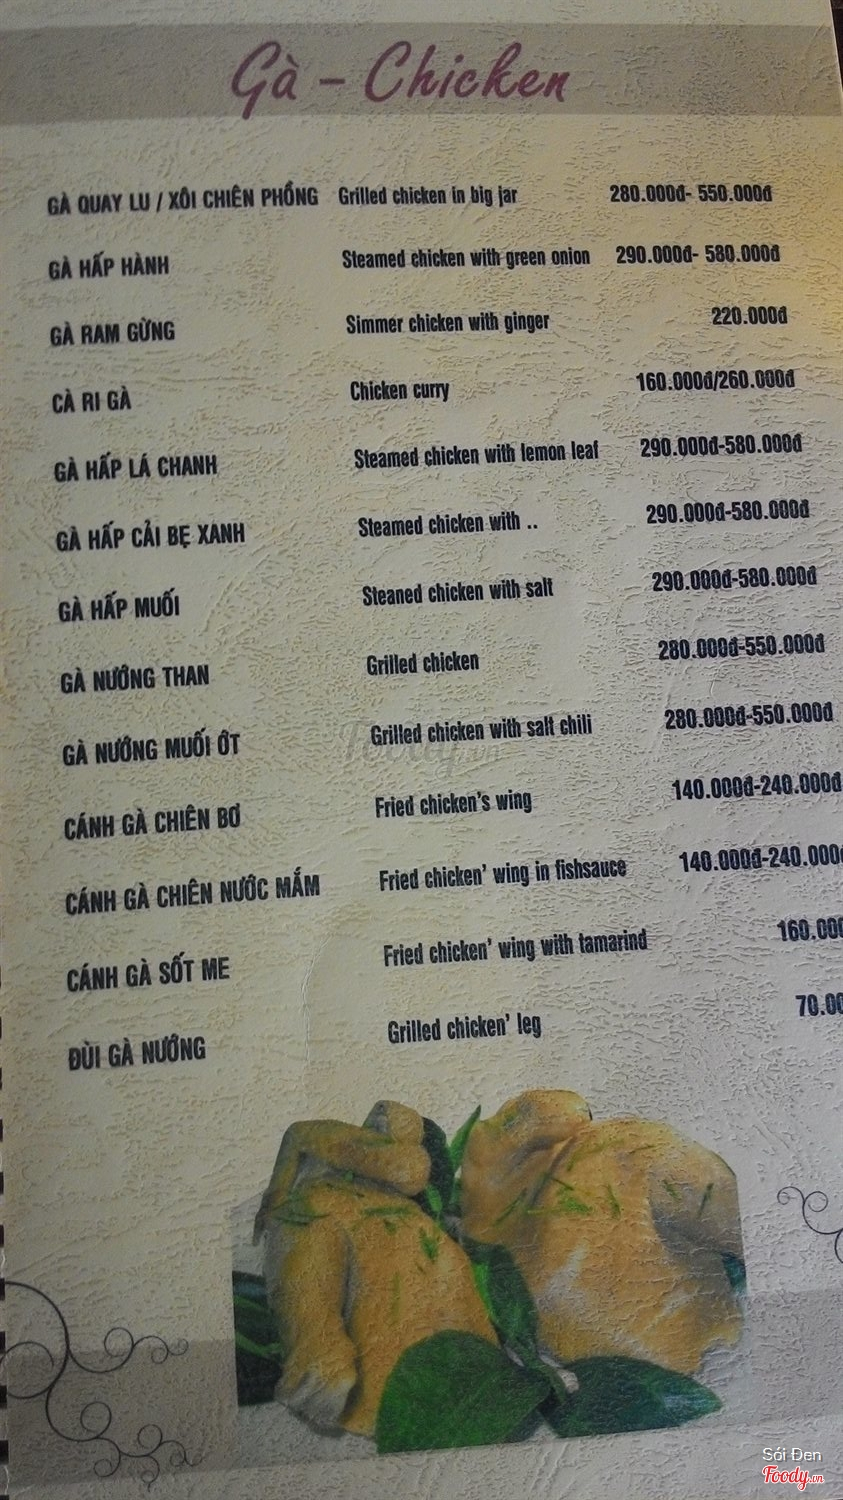 Gà - Chicken
GÀ QUAY LU / XÔI CHIÊN PHỒNG Grilled chicken in big jar 280.000đ- 550.000đ
GÀ HẤP HÀNH Steamed chicken with green onion 290.000đ- 580.000đ
GÀ RAM GỪNG Simmer chicken with ginger 220.000đ
CÀ RI GÀ Chicken curry 160.000đ/260.000đ
GÀ HẤP LÁ CHANH Steamed chicken with lemon leaf 290.000đ-580.000đ
GÀ HẤP CẢI BẸ XANH Steamed chicken with .. 290.000đ-580.000đ
GÀ HẤP MUỐI Steaned chicken with salt 290.000đ-580.000đ
GÀ NƯỚNG THAN Grilled chicken 280.000đ-550.000đ
GÀ NƯỚNG MUỐI ỚT Grilled chicken with salt chili 280.000đ-550.000đ
CÁNH GÀ CHIÊN BƠ Fried chicken's wing 140.000đ-240.000đ
CÁNH GÀ CHIÊN NƯỚC MẮM Fried chicken' wing in fishsauce 140.000đ-240.000đ
CÁNH GÀ SỐT ME Fried chicken' wing with tamarind 160.000
ĐÙI GÀ NƯỚNG Grilled chicken' leg 70.00
Foody.vn
Sói Đen
Foody.vn